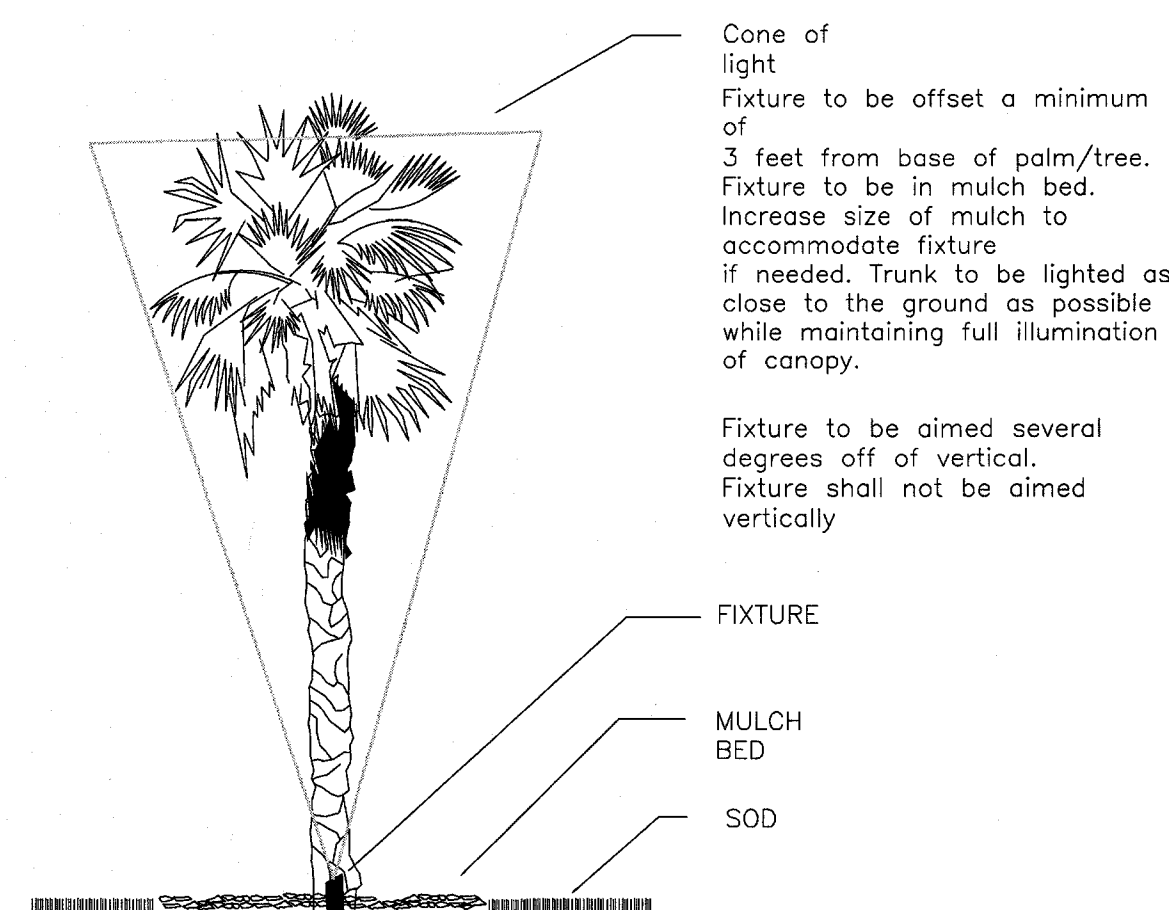 Cone of
light
Fixture to be offset a minimum
of
3 feet from base of palm/tree.
Fixture to be in mulch bed.
Increase size of mulch to
accommodate fixture
if needed. Trunk to be lighted as
close to the ground as possible
while maintaining full illumination
of canopy.
Fixture to be aimed several
degrees off of vertical.
Fixture shall not be aimed
vertically
FIXTURE
MULCH
BED
SOD